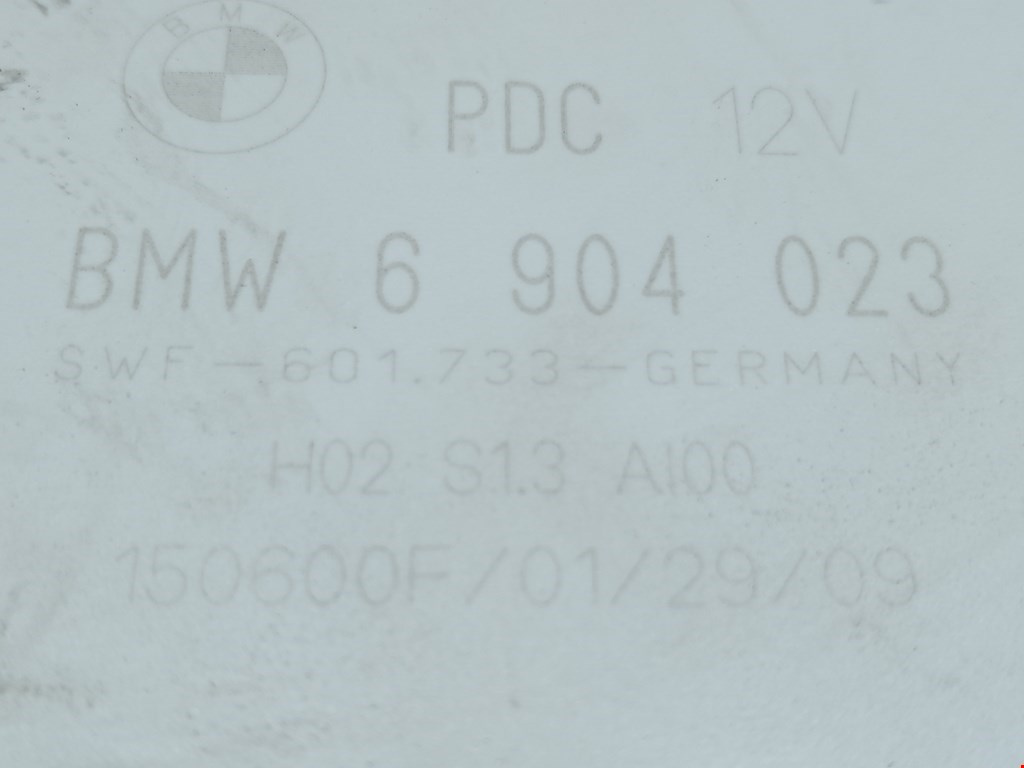 BMW
PDC 12V
BMW 6 904 023
SWF-601.733-GERMANY
H02 S1.3 AI00
150600F/01/29/09